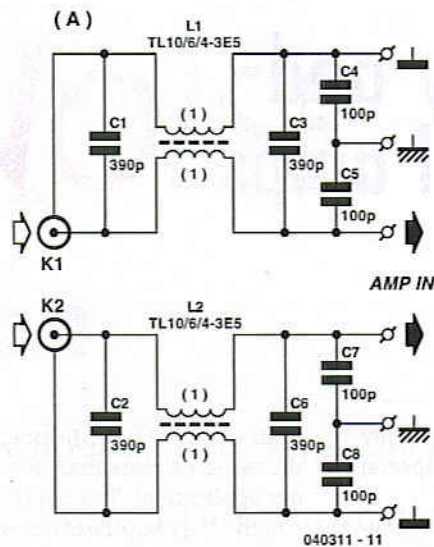 ( A )
L1
TL10/6/4-3E5
C1
390p
( 1 )
( 1 )
C3
390p
C4
100p
C5
100p
K1
AMP IN
K2
L2
TL10/6/4-3E5
C2
390p
( 1 )
( 1 )
C6
390p
C7
100p
C8
100p
040311 - 11